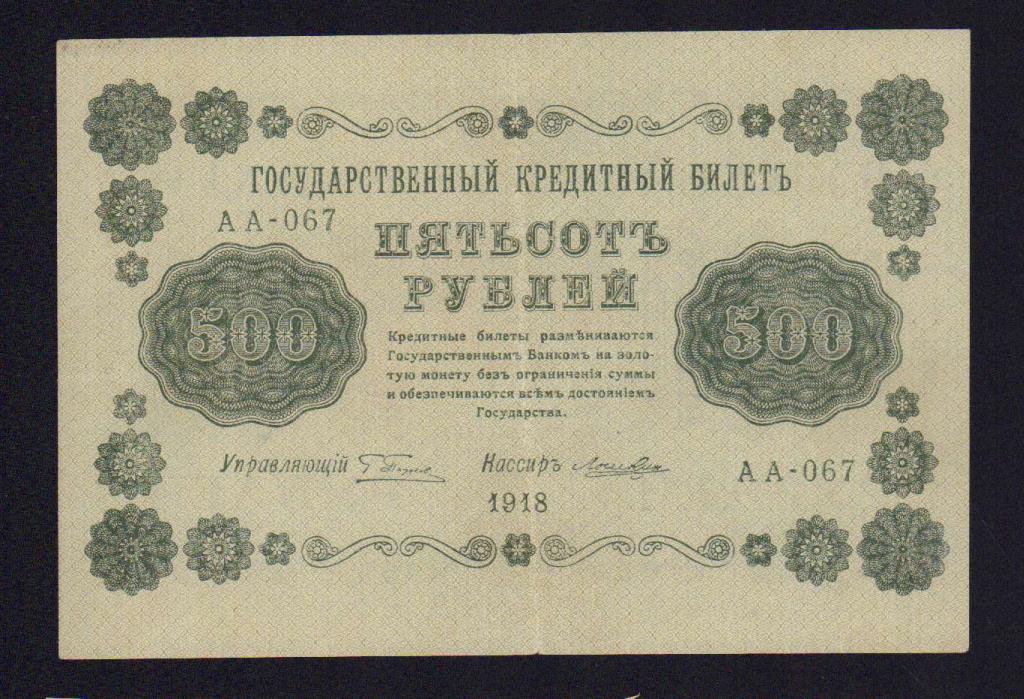 ГОСУДАРСТВЕННЫЙ КРЕДИТНЫЙ БИЛЕТЪ
АА-067
ПЯТЬСОТЪ
РУБЛЕЙ
500
500
Кредитные билеты размѣниваются
Государственнымъ Банкомъ на золо-
тую монету безъ ограниченія суммы
и обезпечиваются всѣмъ достояніемъ
Государства.
Управляющій
Кассиръ
АА-067
1918